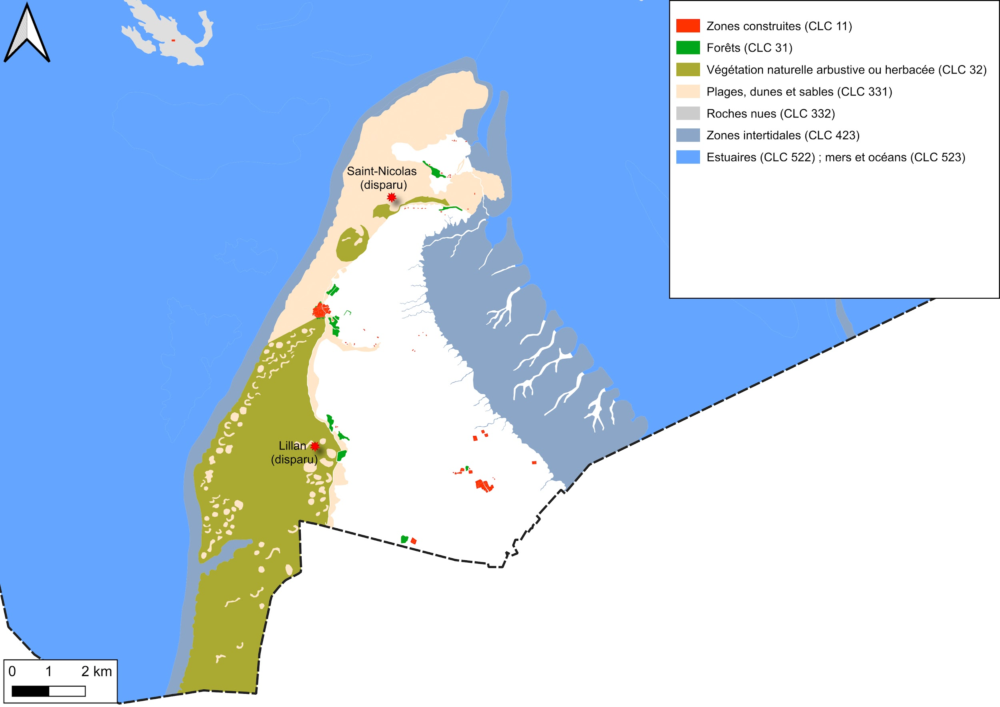 Zones construites (CLC 11)
Forêts (CLC 31)
Végétation naturelle arbustive ou herbacée (CLC 32)
Plages, dunes et sables (CLC 331)
Roches nues (CLC 332)
Zones intertidales (CLC 423)
Estuaires (CLC 522) ; mers et océans (CLC 523)
Saint-Nicolas
(disparu)
Lillan
(disparu)
0 1 2 km